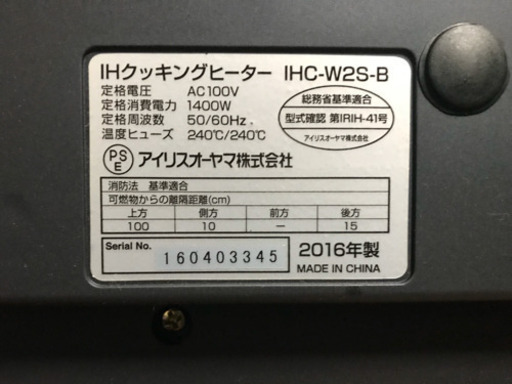 IHクッキングヒーター IHC-W2S-B
定格電圧 AC100V
定格消費電力 1400W
定格周波数 50/60Hz
温度ヒューズ 240℃/240℃
総務省基準適合
型式確認 第IRIH-41号
アイリスオーヤマ株式会社
PSE アイリスオーヤマ株式会社
消防法 基準適合
可燃物からの離隔距離(cm)
上方 側方 前方 後方
100 10 ー 15
Serial No. 160403345
2016年製
MADE IN CHINA